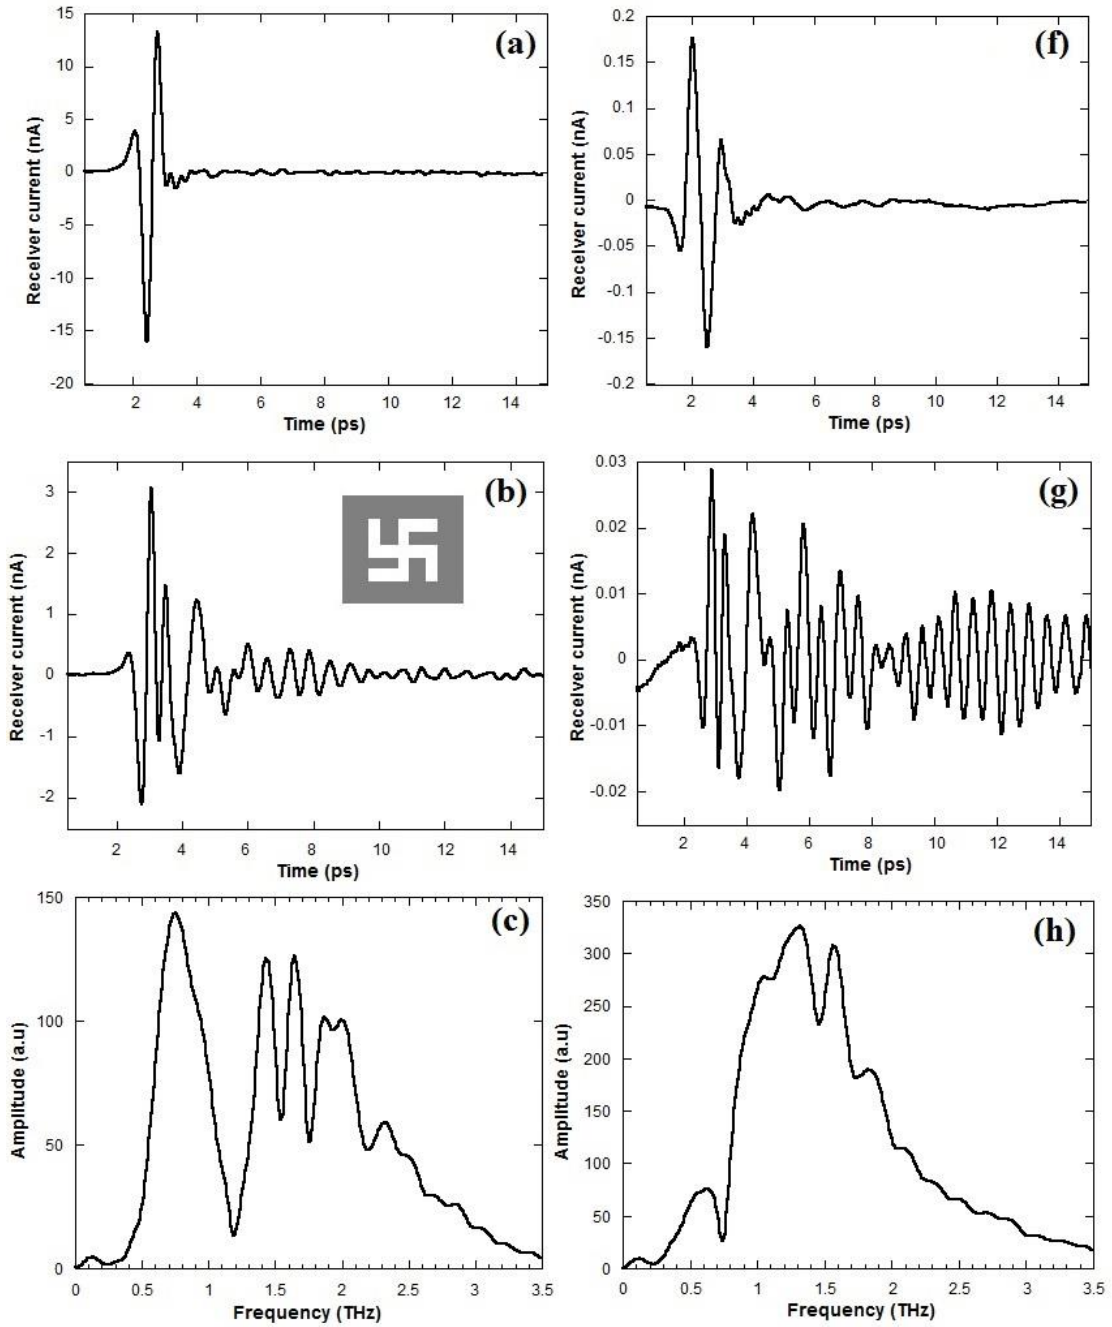 (a)
15
10
5
0
-5
-10
-15
-20
Receiver current (nA)
2 4 6 8 10 12 14
Time (ps)
(f)
0.2
0.15
0.1
0.05
0
-0.05
-0.1
-0.15
-0.2
Receiver current (nA)
2 4 6 8 10 12 14
Time (ps)
(b)
3
2
1
0
-1
-2
Receiver current (nA)
2 4 6 8 10 12 14
Time (ps)
(g)
0.03
0.02
0.01
0
-0.01
-0.02
Receiver current (nA)
2 4 6 8 10 12 14
Time (ps)
(c)
150
100
50
0
Amplitude (a.u)
0 0.5 1 1.5 2 2.5 3 3.5
Frequency (THz)
(h)
350
300
250
200
150
100
50
0
Amplitude (a.u)
0 0.5 1 1.5 2 2.5 3 3.5
Frequency (THz)